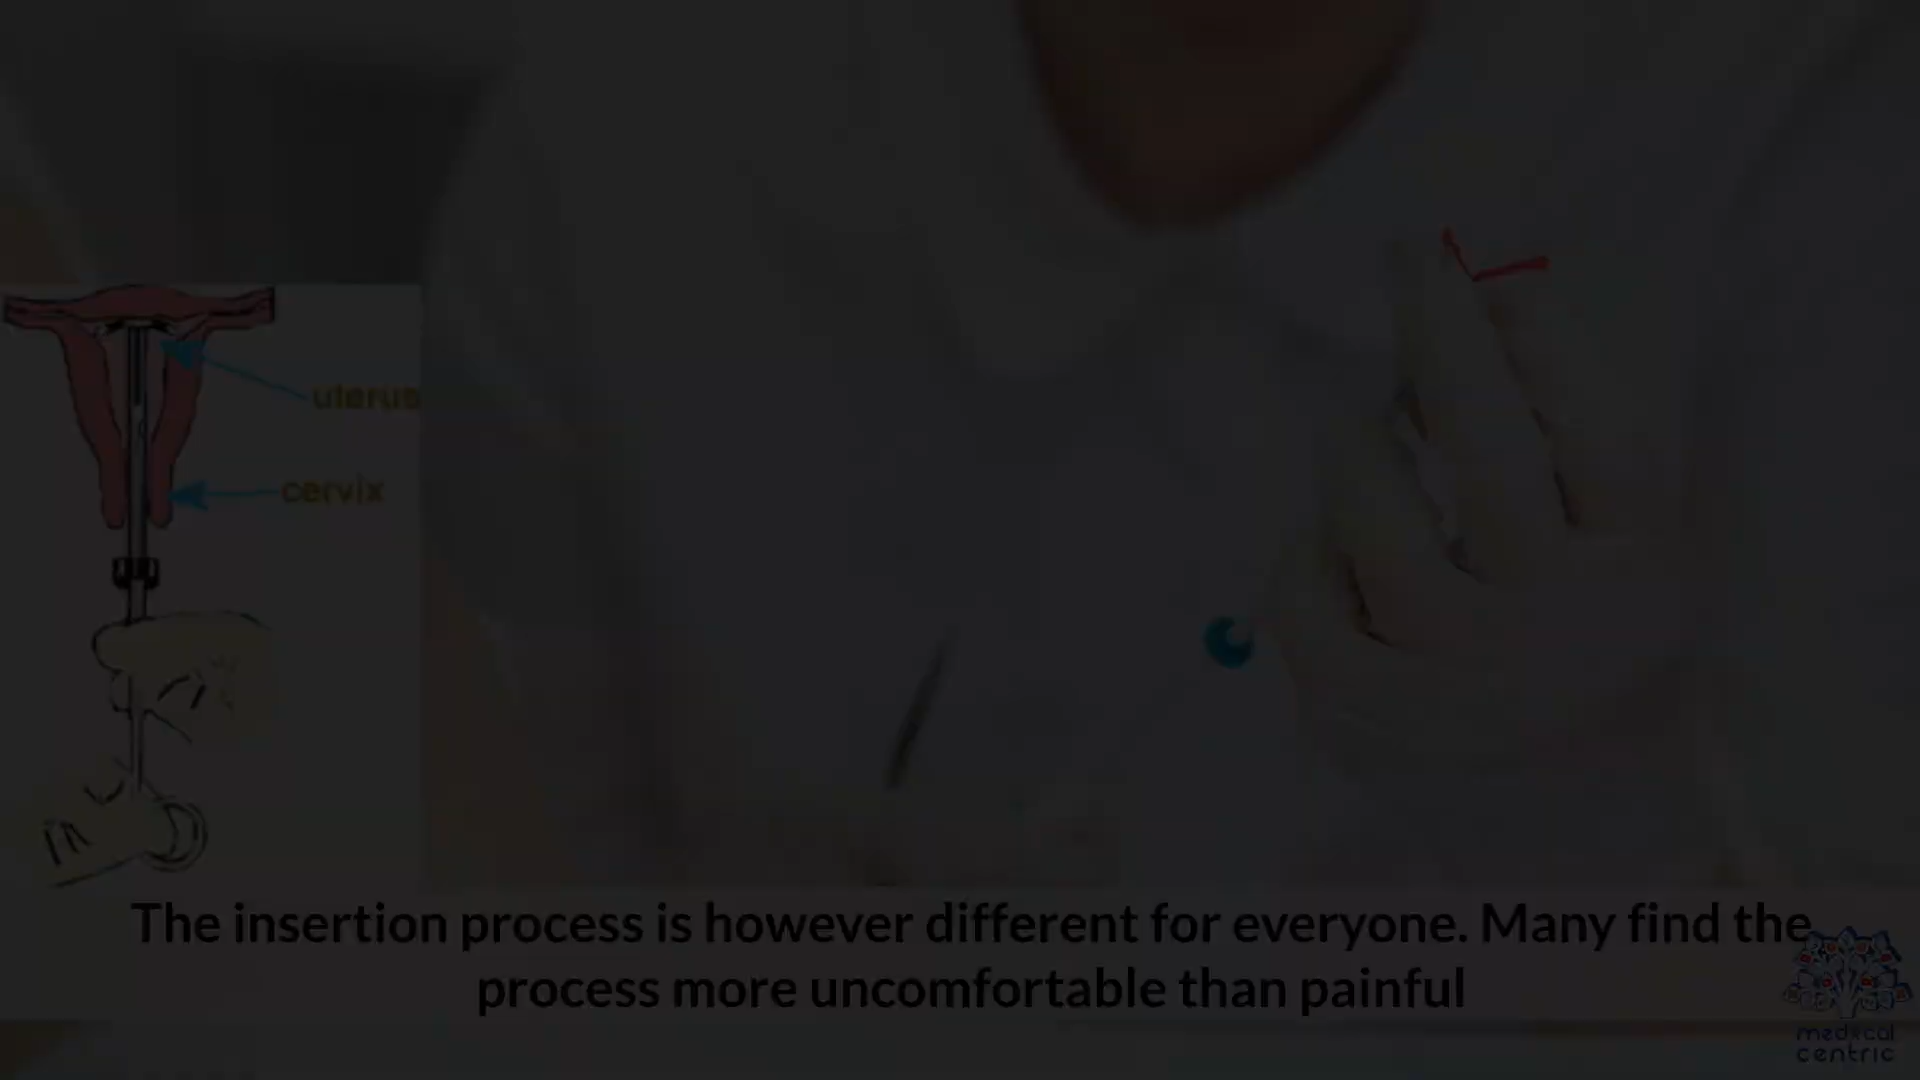 uterus
cervix
The insertion process is however different for everyone. Many find the
process more uncomfortable than painful
medical
centric